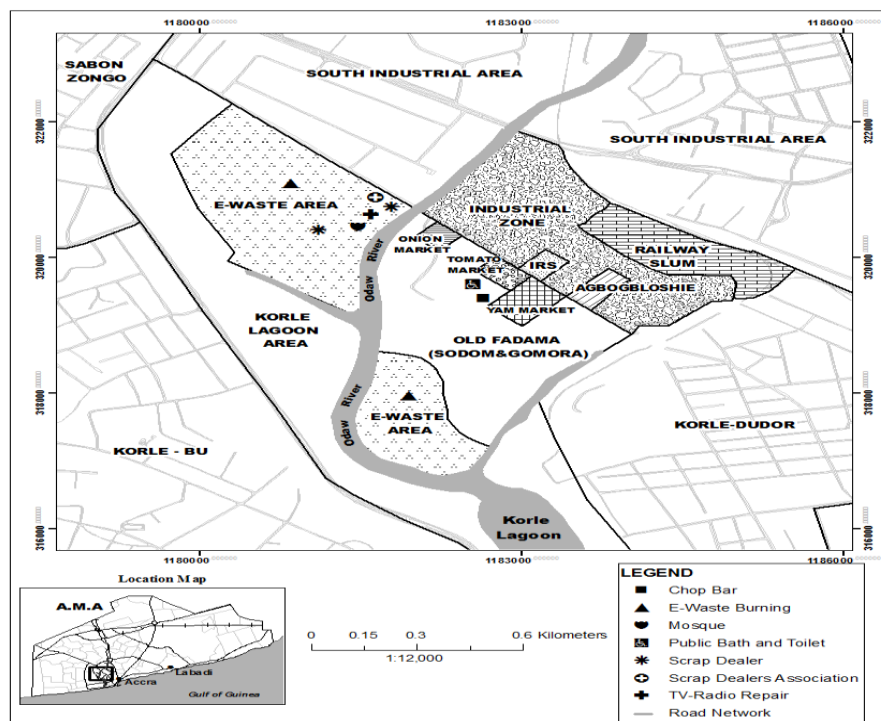 1180000 1183000 1186000
SABON
ZONGO
SOUTH INDUSTRIAL AREA
322000
322000
SOUTH INDUSTRIAL AREA
E-WASTE AREA
INDUSTRIAL
ZONE
ONION
MARKET
RAILWAY
SLUM
320000
320000
TOMATO
MARKET
IRS
AGBOGBLOSHIE
Odaw River
YAM MARKET
KORLE
LAGOON
AREA
OLD FADAMA
(SODOM&GOMORA)
318000
318000
E-WASTE
AREA
Odaw River
KORLE-DUDOR
KORLE - BU
Korle
Lagoon
316000
316000
1180000 1183000 1186000
Location Map
A.M.A
Labadi
Accra
Gulf of Guinea
0 0.15 0.3 0.6 Kilometers
1:12,000
LEGEND
Chop Bar
E-Waste Burning
Mosque
Public Bath and Toilet
Scrap Dealer
Scrap Dealers Association
TV-Radio Repair
Road Network